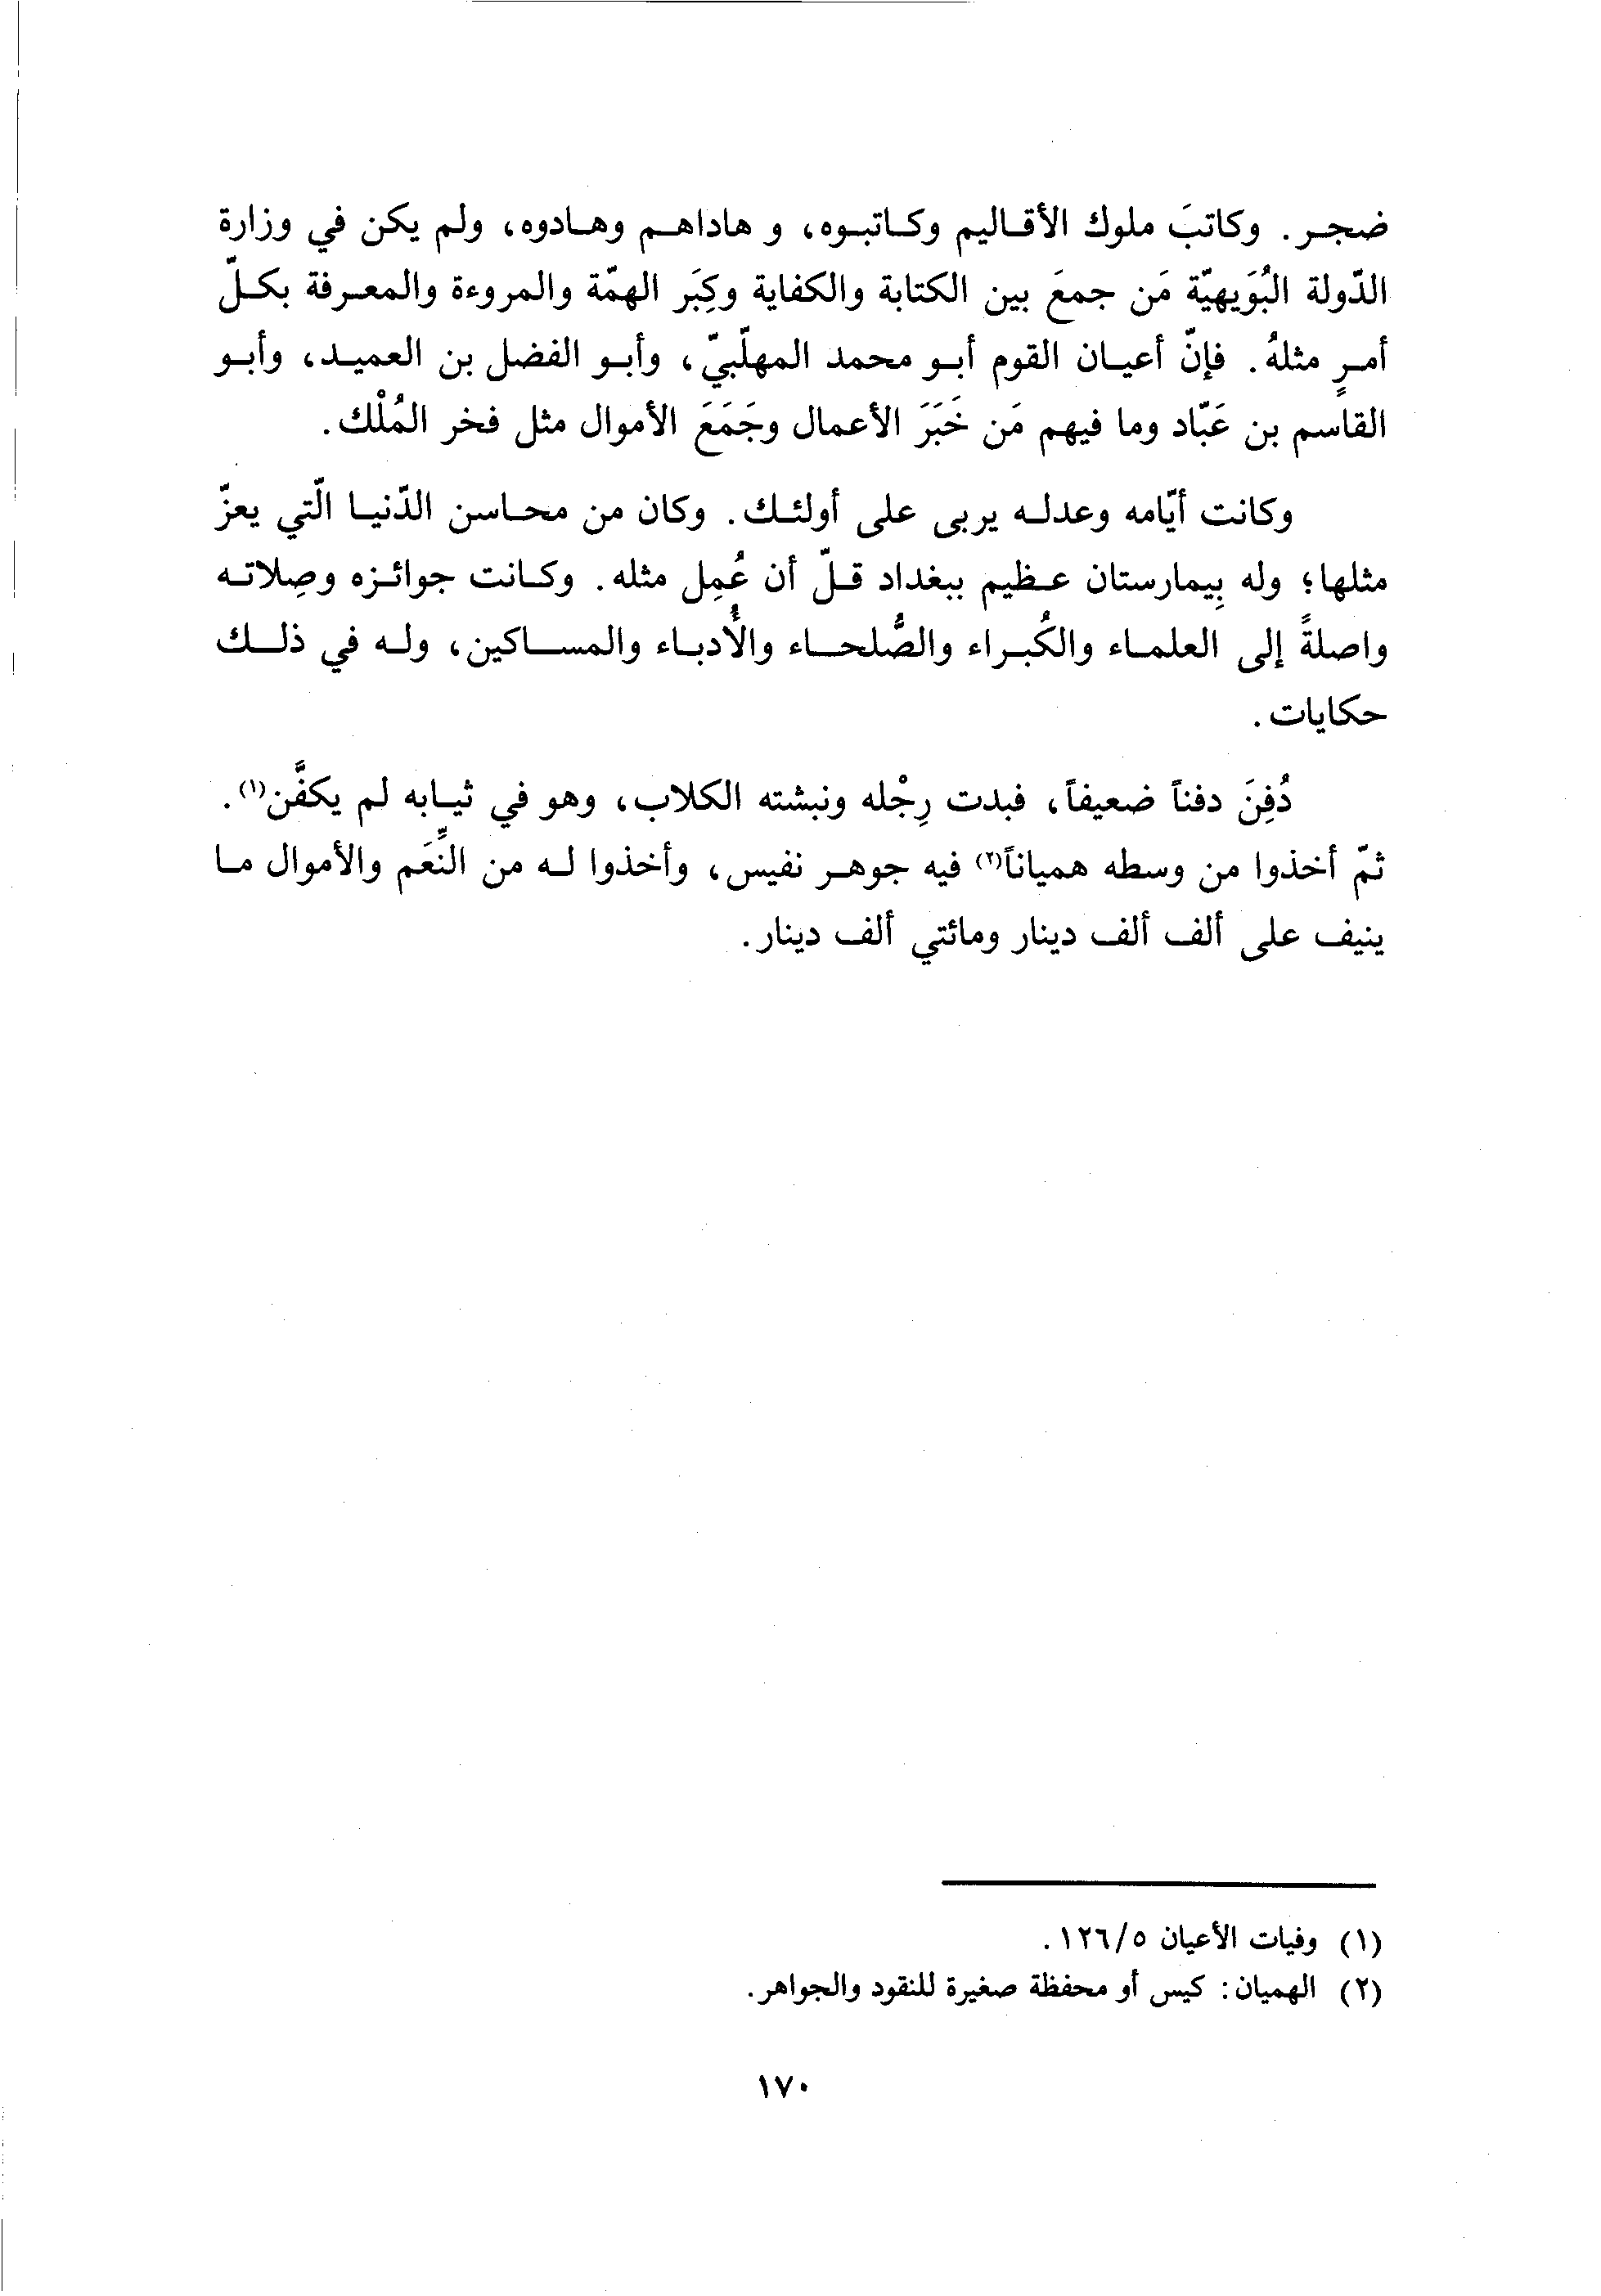 ضجر. وكاتبَ ملوك الأقاليم وكاتبوه، و هاداهم وهادوه، ولم يكن في وزارة
الدّولة البُوَيهيّة مَن جمعَ بين الكتابة والكفاية وكِبَر الهمّة والمروءة والمعرفة بكلّ
أمرٍ مثلهُ. فإنّ أعيان القوم أبو محمد المهلّبيّ، وأبو الفضل بن العميد، وأبو
القاسم بن عَبّاد وما فيهم مَن خَبَرَ الأعمال وجَمَعَ الأموال مثل فخر المُلْك.
وكانت أيّامه وعدله يربى على أولئك. وكان من محاسن الدّنيا الّتي يعزّ
مثلها؛ وله بِيمارستان عظيم ببغداد قلّ أن عُمِل مثله. وكانت جوائزه وصِلاته
واصلةً إلى العلماء والكُبراء والصُّلحاء والأُدباء والمساكين، وله في ذلك
حكايات.
دُفِنَ دفناً ضعيفاً، فبدت رِجْله ونبشته الكلاب، وهو في ثيابه لم يكفَّن(١).
ثمّ أخذوا من وسطه همياناً(٢) فيه جوهر نفيس، وأخذوا له من النِّعَم والأموال ما
ينيف على ألف ألف دينار ومائتي ألف دينار.
(١) وفيات الأعيان ١٢٦/٥.
(٢) الهميان: كيس أو محفظة صغيرة للنقود والجواهر.
١٧٠